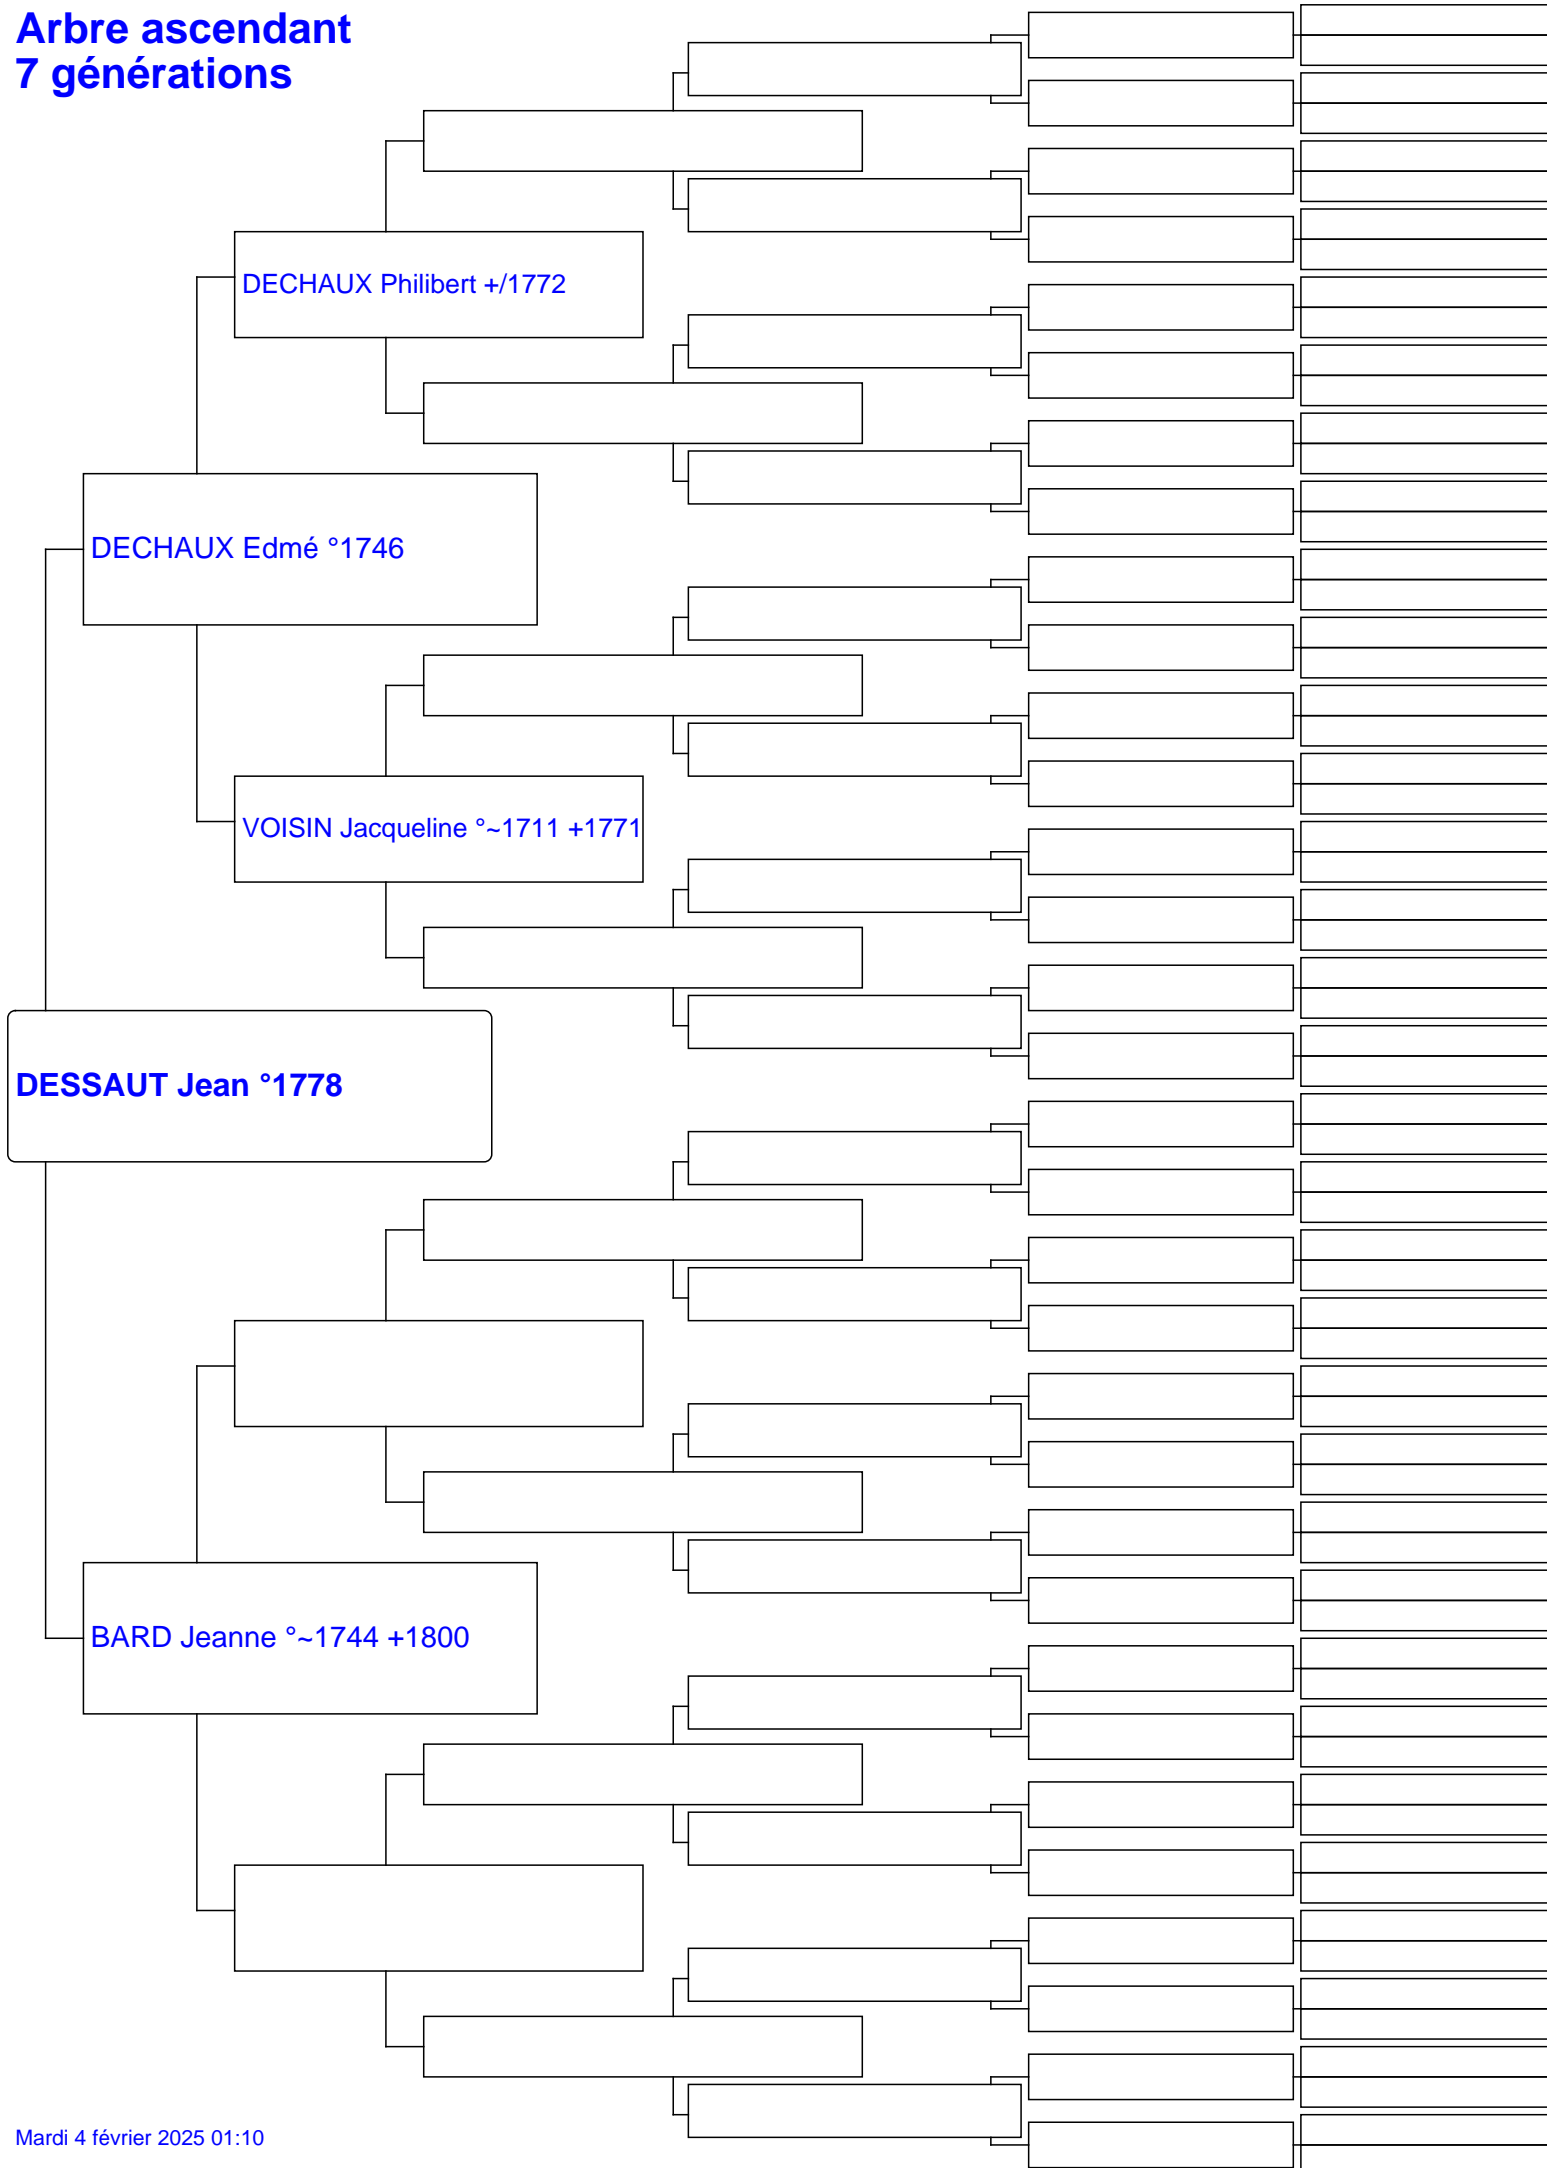 Arbre ascendant
7 générations
DECHAUX Philibert +/1772
DECHAUX Edmé °1746
VOISIN Jacqueline °~1711 +1771
DESSAUT Jean °1778
BARD Jeanne °~1744 +1800
Mardi 4 février 2025 01:10